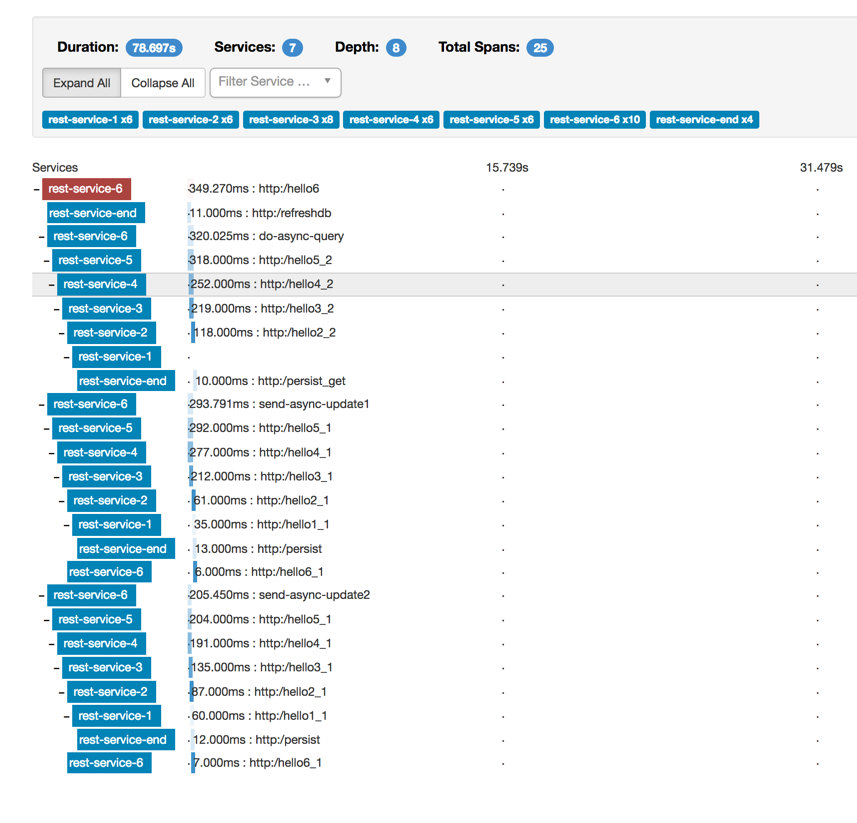 Duration: 78.697s Services: 7 Depth: 8 Total Spans: 25
Expand All Collapse All Filter Service ...
rest-service-1 x6 rest-service-2 x6 rest-service-3 x8 rest-service-4 x6 rest-service-5 x6 rest-service-6 x10 rest-service-end x4
Services 15.739s 31.479s
- rest-service-6 349.270ms : http:/hello6
rest-service-end 11.000ms : http:/refreshdb
- rest-service-6 320.025ms : do-async-query
- rest-service-5 318.000ms : http:/hello5_2
- rest-service-4 252.000ms : http:/hello4_2
- rest-service-3 219.000ms : http:/hello3_2
- rest-service-2 118.000ms : http:/hello2_2
- rest-service-1
rest-service-end 10.000ms : http:/persist_get
- rest-service-6 293.791ms : send-async-update1
- rest-service-5 292.000ms : http:/hello5_1
- rest-service-4 277.000ms : http:/hello4_1
- rest-service-3 212.000ms : http:/hello3_1
- rest-service-2 61.000ms : http:/hello2_1
- rest-service-1 35.000ms : http:/hello1_1
rest-service-end 13.000ms : http:/persist
rest-service-6 6.000ms : http:/hello6_1
- rest-service-6 205.450ms : send-async-update2
- rest-service-5 204.000ms : http:/hello5_1
- rest-service-4 191.000ms : http:/hello4_1
- rest-service-3 135.000ms : http:/hello3_1
- rest-service-2 87.000ms : http:/hello2_1
- rest-service-1 60.000ms : http:/hello1_1
rest-service-end 12.000ms : http:/persist
rest-service-6 7.000ms : http:/hello6_1